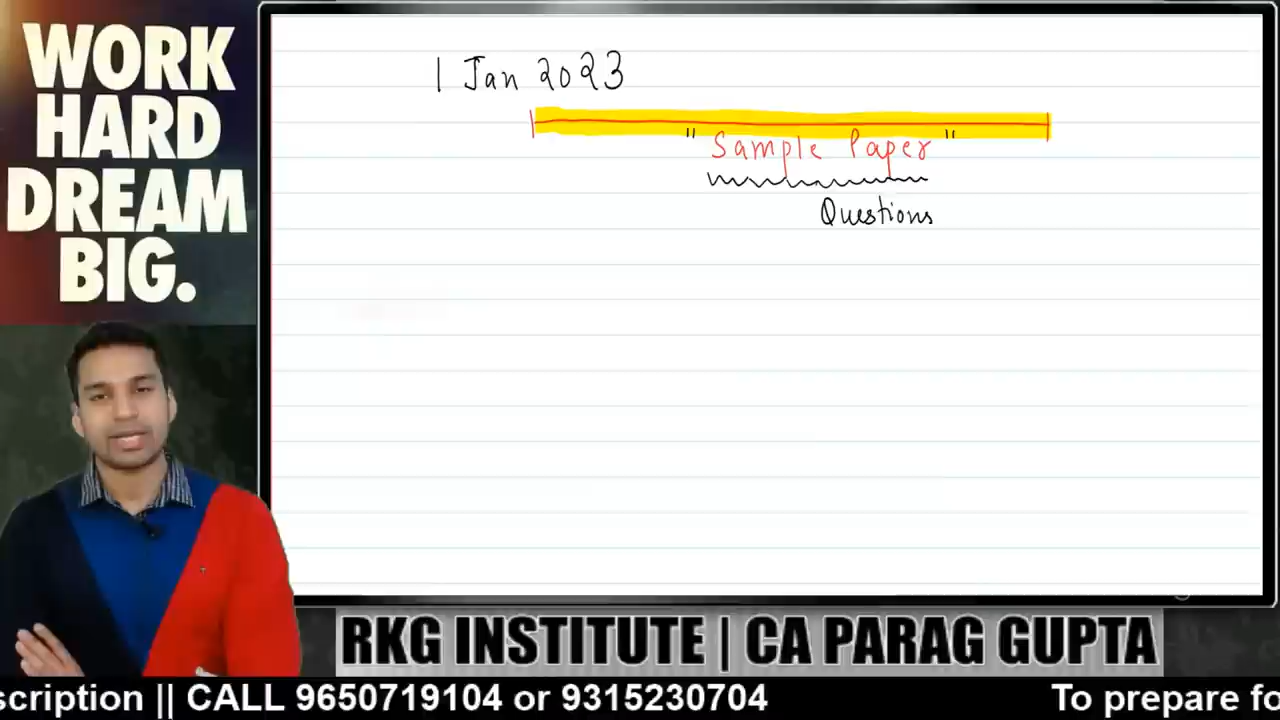 WORK
HARD
DREAM
BIG.
1 Jan 2023
" Sample Paper "
Questions
RKG INSTITUTE | CA PARAG GUPTA
scription || CALL 9650719104 or 9315230704 To prepare fo